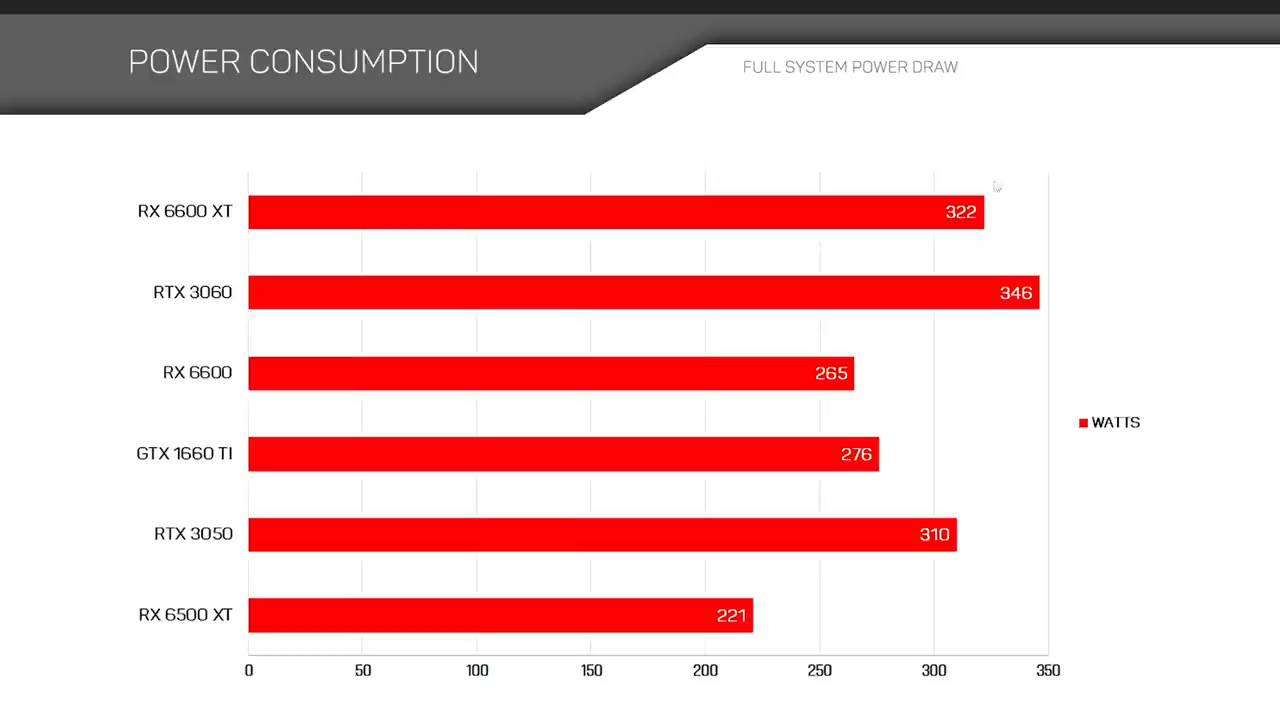 POWER CONSUMPTION
FULL SYSTEM POWER DRAW
RX 6600 XT 322
RTX 3060 346
RX 6600 265
WATTS
GTX 1660 TI 276
RTX 3050 310
RX 6500 XT 221
0 50 100 150 200 250 300 350